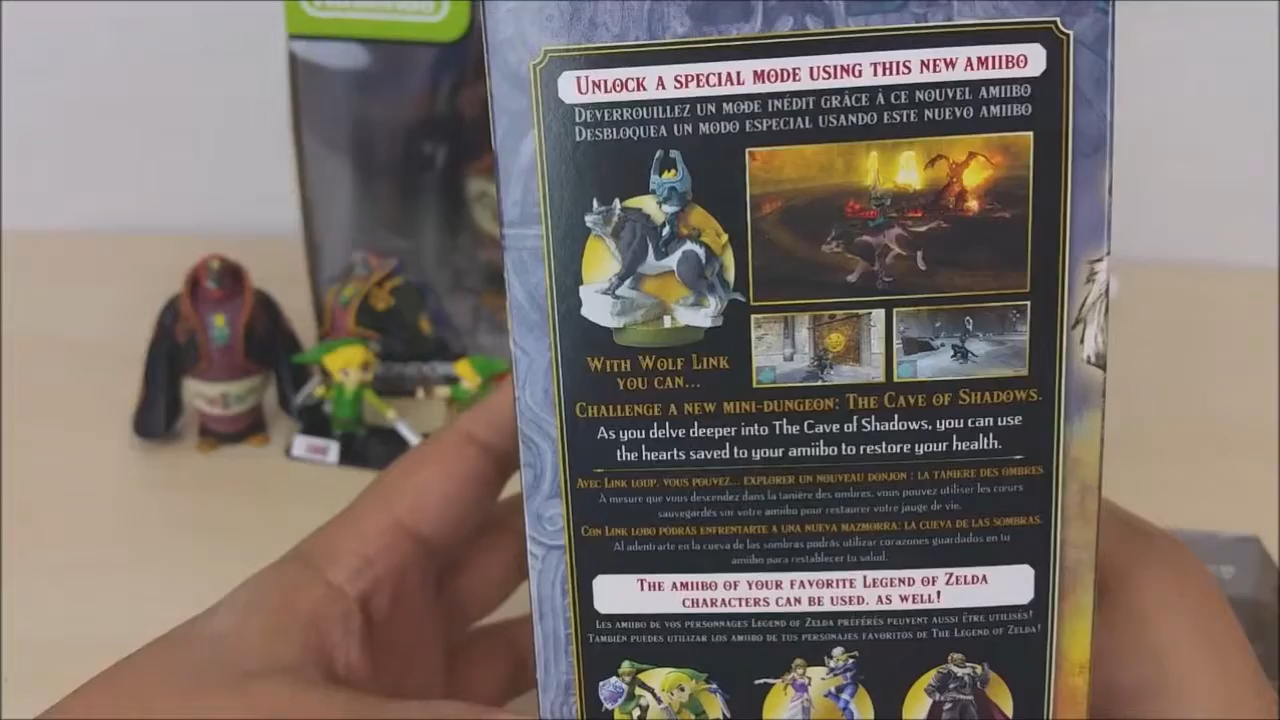 UNLOCK A SPECIAL MODE USING THIS NEW AMIIBO
DÉVERROUILLEZ UN MODE INÉDIT GRÂCE À CE NOUVEL AMIIBO
DESBLOQUEA UN MODO ESPECIAL USANDO ESTE NUEVO AMIIBO
WITH WOLF LINK
YOU CAN...
CHALLENGE A NEW MINI-DUNGEON: THE CAVE OF SHADOWS.
As you delve deeper into The Cave of Shadows, you can use
the hearts saved to your amiibo to restore your health.
AVEC LINK LOUP, VOUS POUVEZ... EXPLORER UN NOUVEAU DONJON : LA TANIERE DES OMBRES
À mesure que vous descendez dans la tanière des ombres, vous pouvez utiliser les cœurs
sauvegardés sur votre amiibo pour restaurer votre jauge de vie.
CON LINK LOBO PODRÁS ENFRENTARTE A UNA NUEVA MAZMORRA: LA CUEVA DE LAS SOMBRAS.
Al adentrarte en la cueva de las sombras podrás utilizar corazones guardados en tu
amiibo para restablecer tu salud.
THE AMIIBO OF YOUR FAVORITE LEGEND OF ZELDA
CHARACTERS CAN BE USED, AS WELL!
LES AMIIBO DE VOS PERSONNAGES LEGEND OF ZELDA PRÉFÉRÉS PEUVENT AUSSI ÊTRE UTILISÉS!
TAMBIÉN PUEDES UTILIZAR LOS AMIIBO DE TUS PERSONAJES FAVORITOS DE THE LEGEND OF ZELDA!